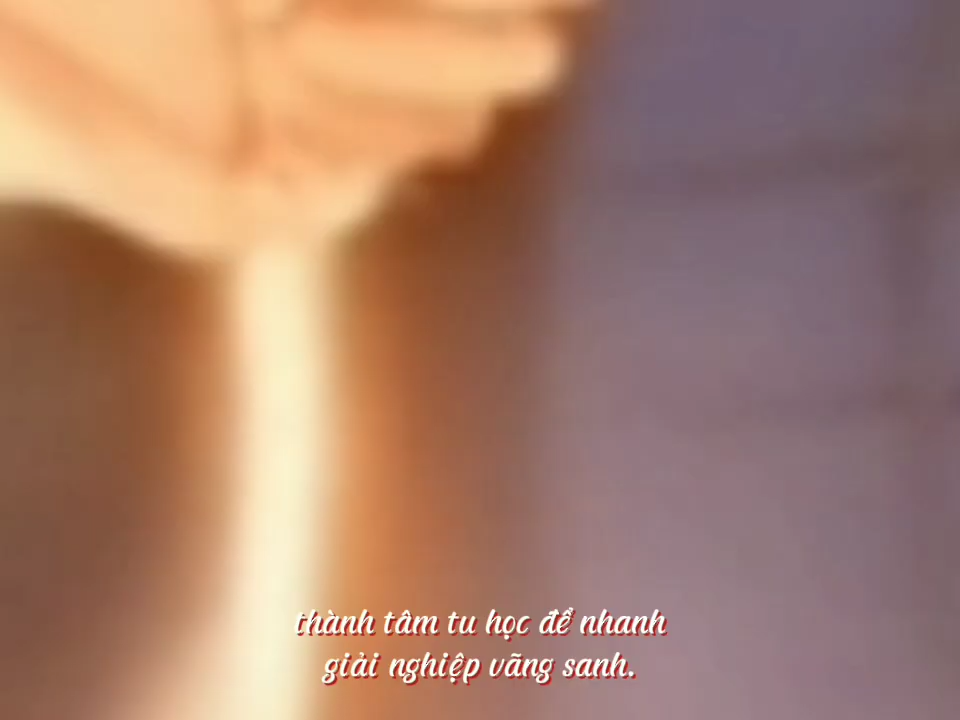 thành tâm tu học để nhanh
giải nghiệp vãng sanh.